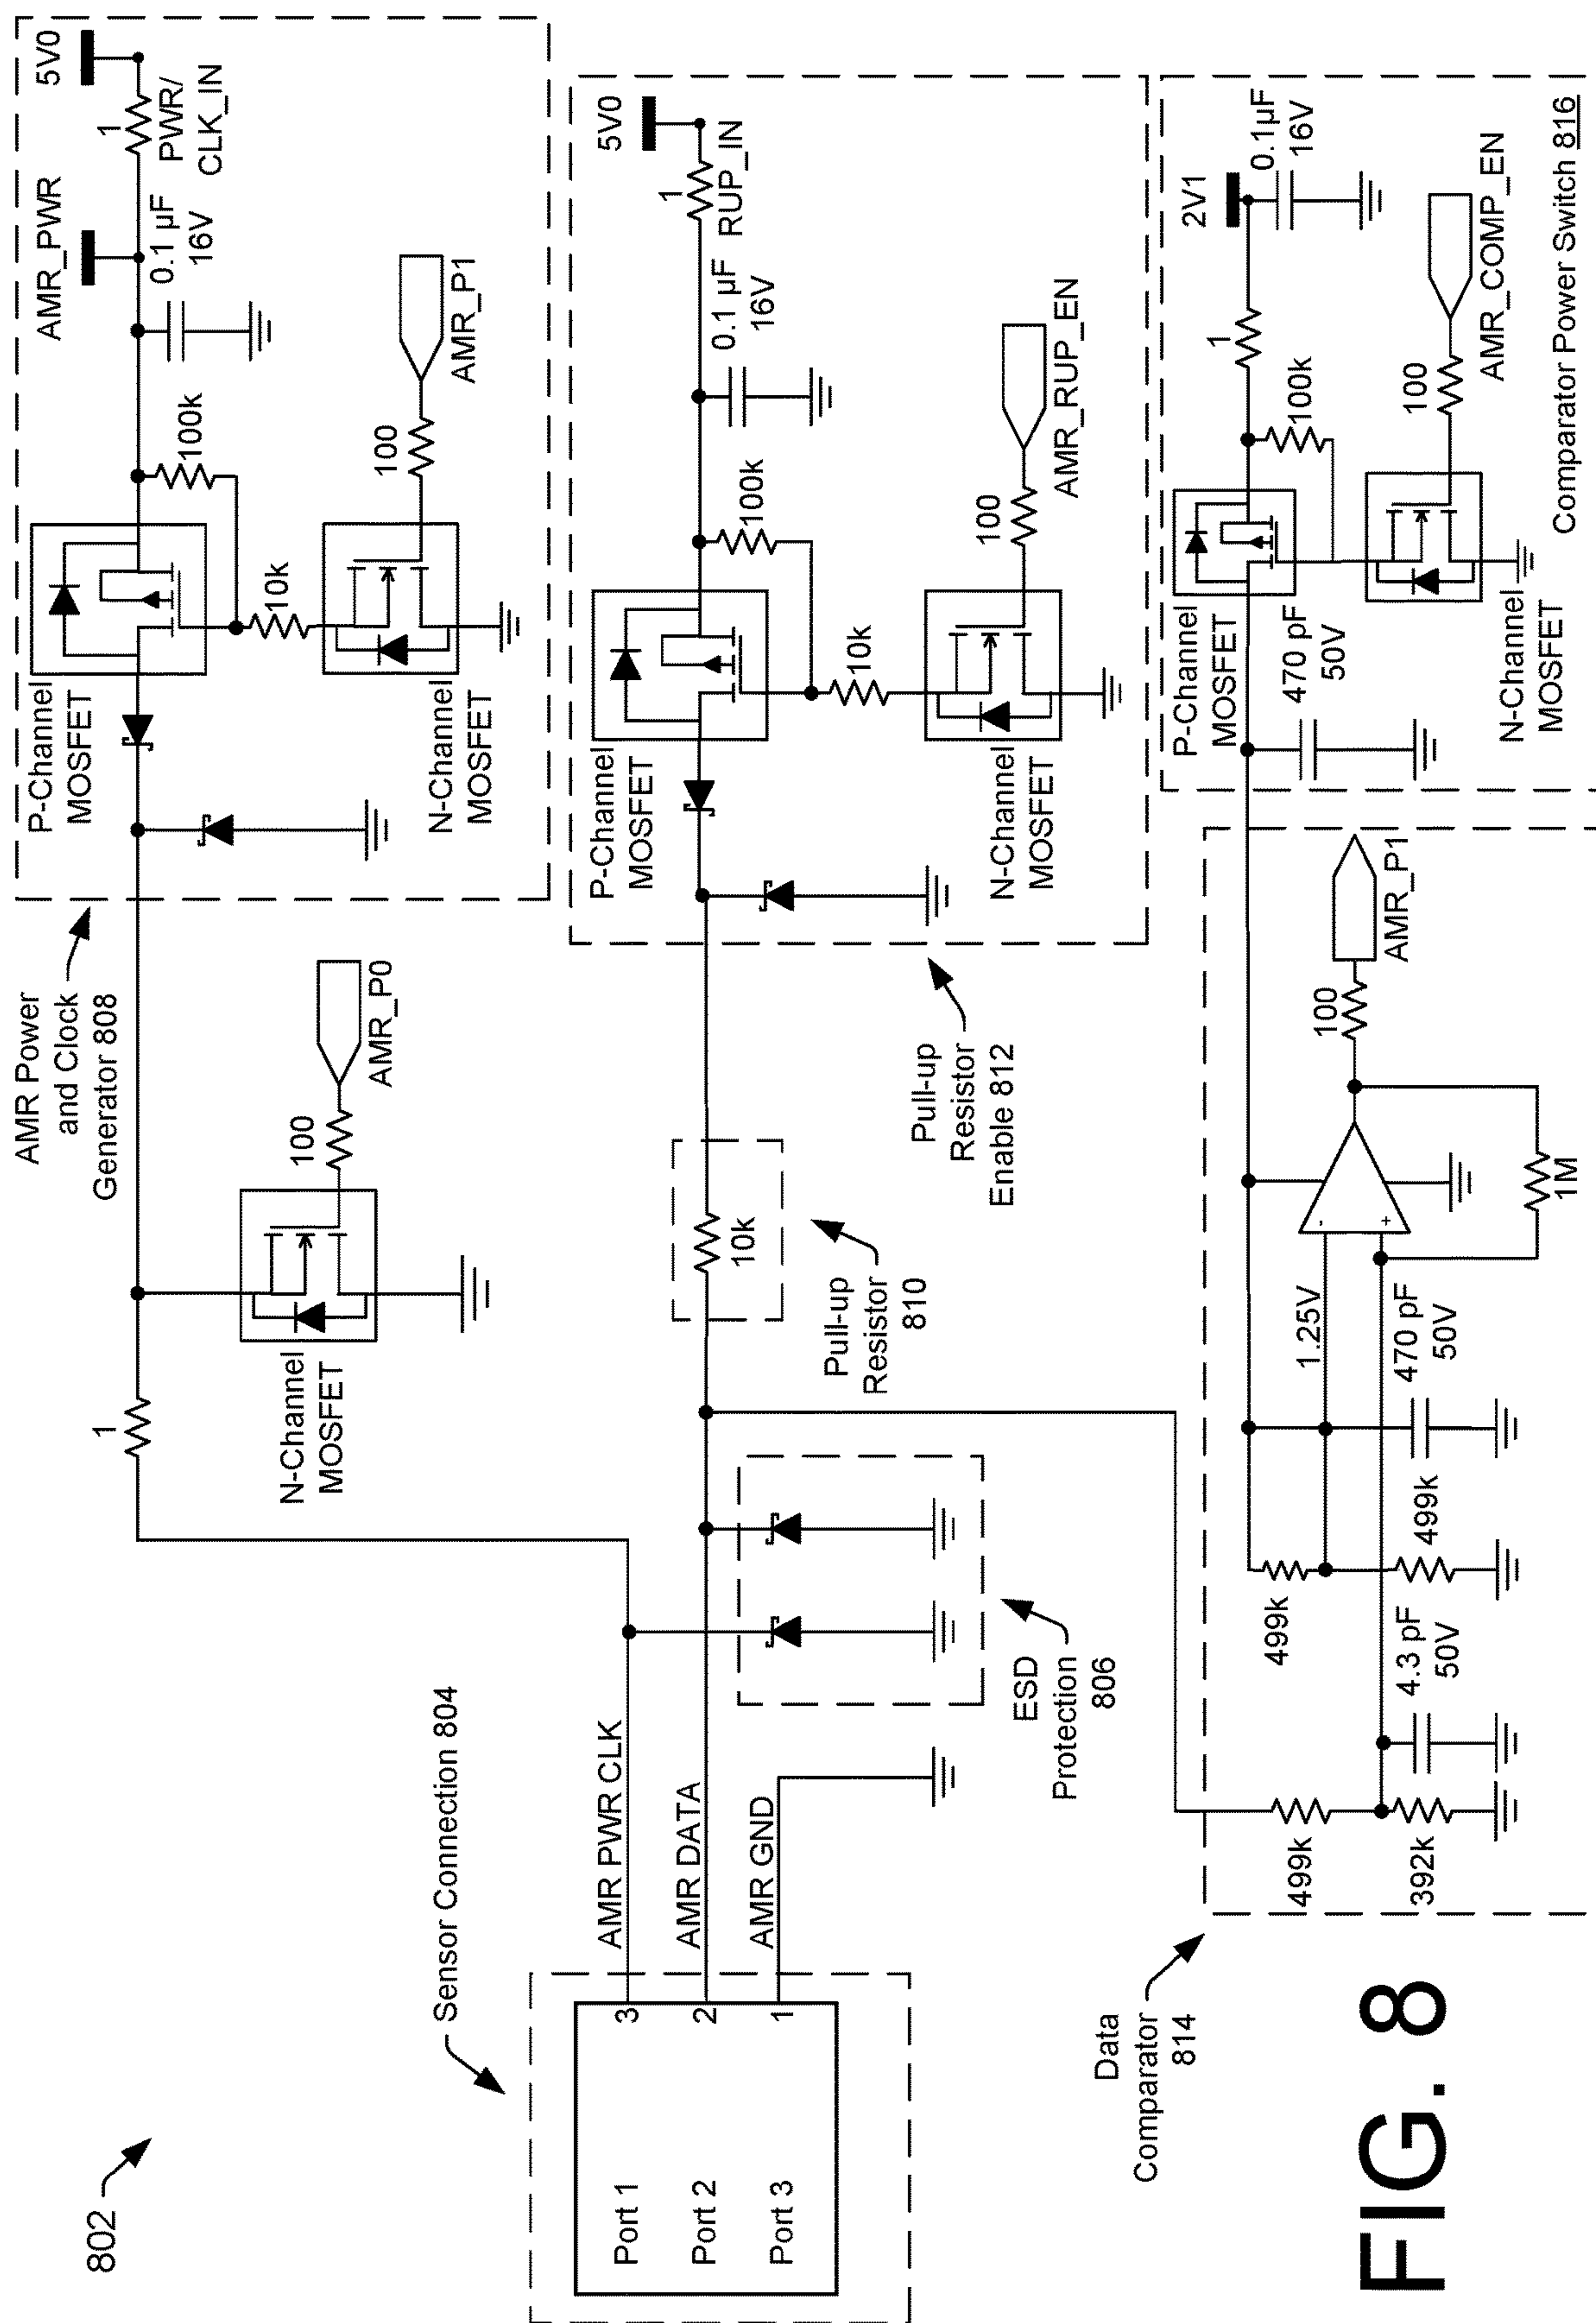 802
Sensor Connection 804
Port 1
Port 2
Port 3
3
2
1
AMR PWR CLK
AMR DATA
AMR GND
ESD
Protection
806
1
N-Channel
MOSFET
100
AMR_P0
AMR Power
and Clock
Generator 808
P-Channel
MOSFET
N-Channel
MOSFET
10k
100k
100
AMR_P1
0.1 µF
16V
AMR_PWR
1
PWR/
CLK_IN
5V0
Pull-up
Resistor
810
10k
Pull-up
Resistor
Enable 812
P-Channel
MOSFET
N-Channel
MOSFET
10k
100k
100
AMR_RUP_EN
0.1 µF
16V
1
RUP_IN
5V0
Data
Comparator
814
499k
392k
4.3 pF
50V
499k
499k
470 pF
50V
1.25V
-
+
1M
100
AMR_P1
470 pF
50V
P-Channel
MOSFET
N-Channel
MOSFET
100k
1
100
AMR_COMP_EN
2V1
0.1µF
16V
Comparator Power Switch 816
FIG. 8